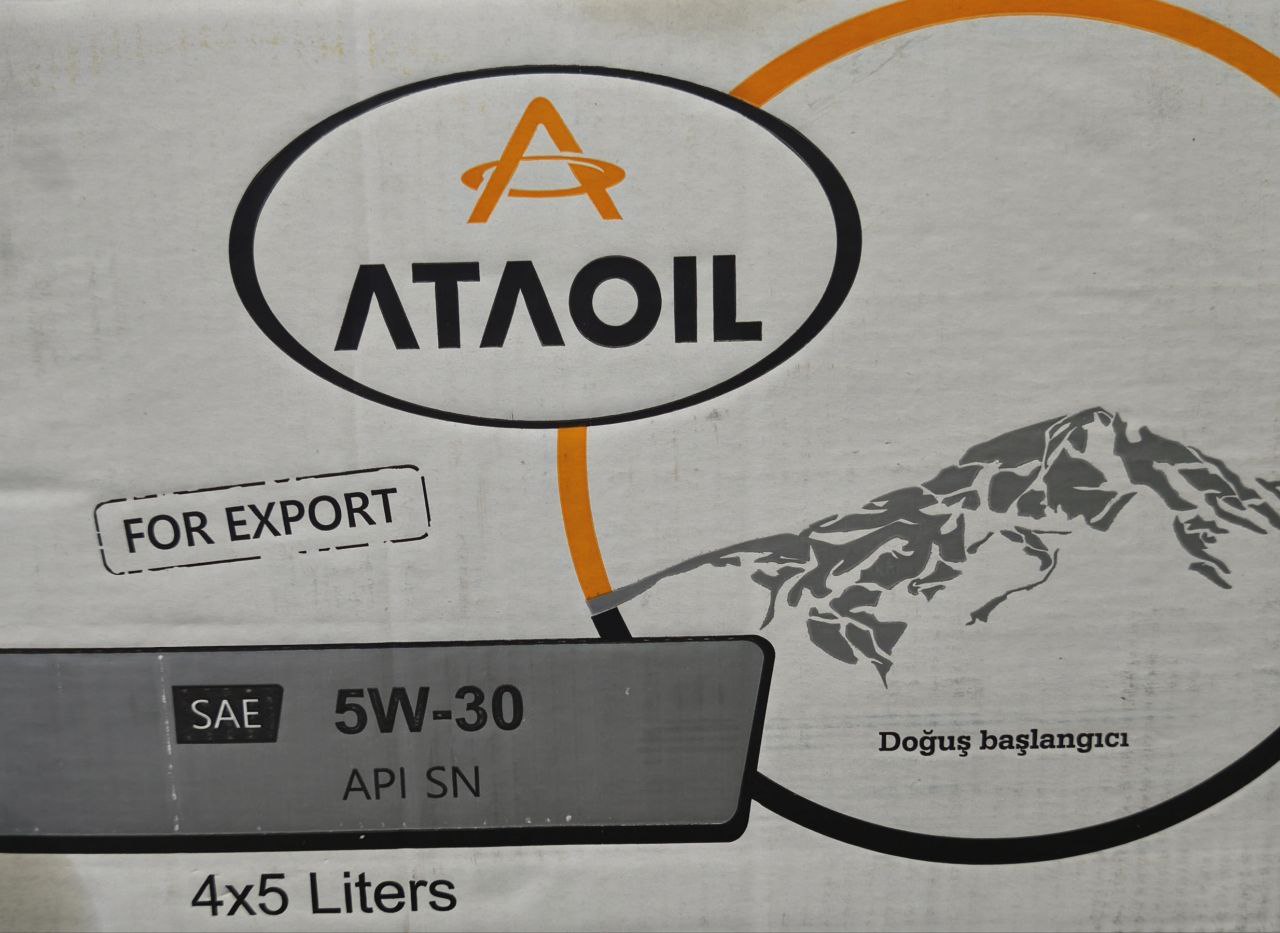 ATAOIL
FOR EXPORT
SAE 5W-30
API SN
Doğuş başlangıcı
4x5 Liters